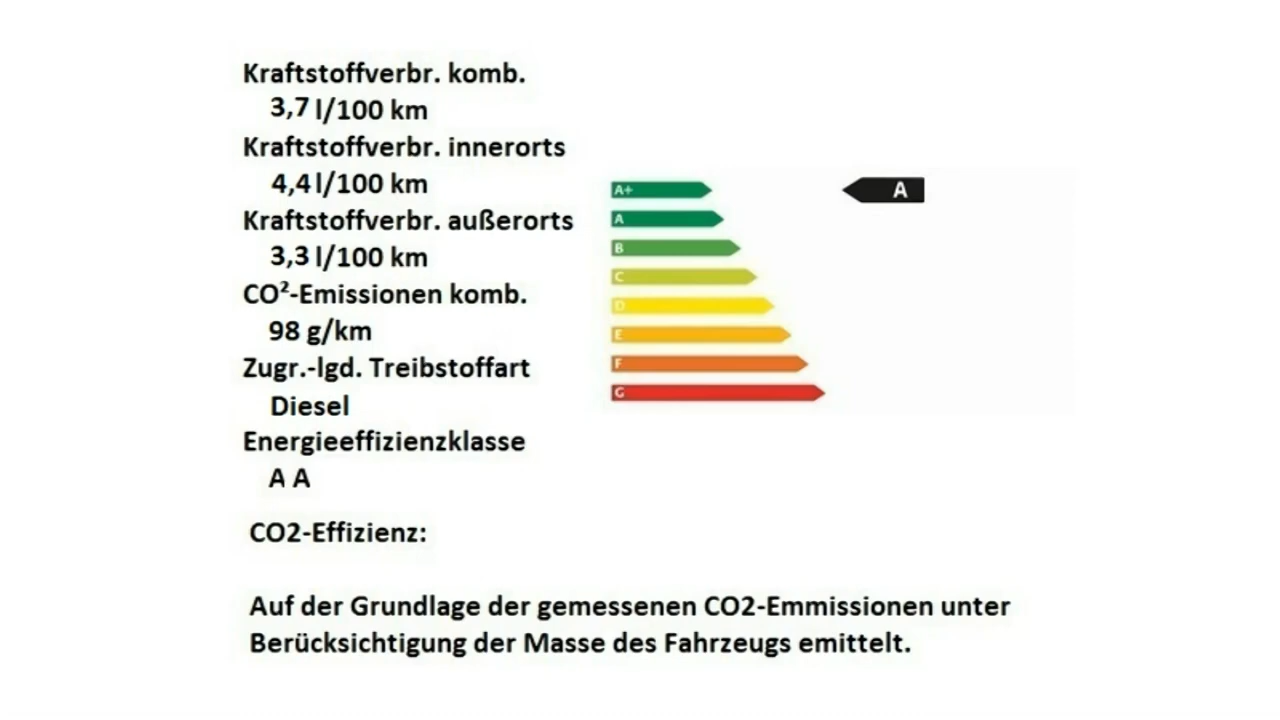 Kraftstoffverbr. komb.
3,7 l/100 km
Kraftstoffverbr. innerorts
4,4 l/100 km
Kraftstoffverbr. außerorts
3,3 l/100 km
CO²-Emissionen komb.
98 g/km
Zugr.-lgd. Treibstoffart
Diesel
Energieeffizienzklasse
A A
A+
A
A
B
C
D
E
F
G
CO2-Effizienz:
Auf der Grundlage der gemessenen CO2-Emmissionen unter
Berücksichtigung der Masse des Fahrzeugs emittelt.